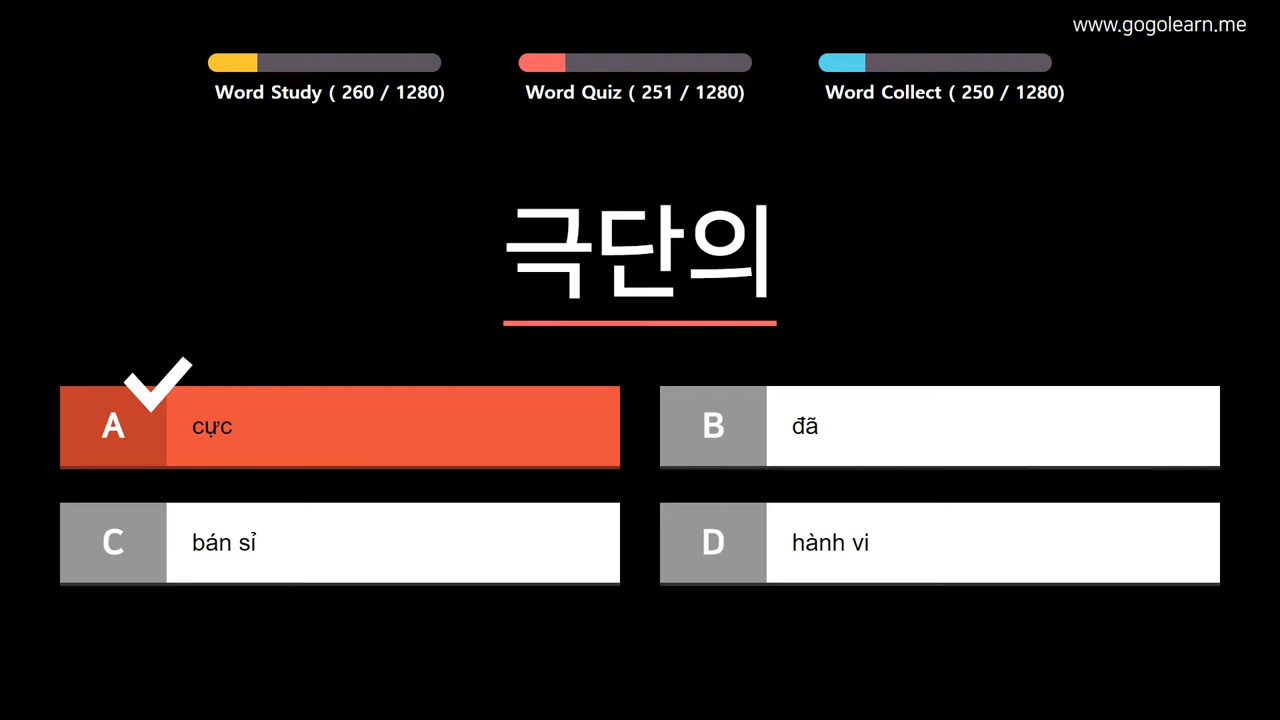 www.gogolearn.me
Word Study ( 260 / 1280)
Word Quiz ( 251 / 1280)
Word Collect ( 250 / 1280)
극단의
A cực
B đã
C bán sỉ
D hành vi